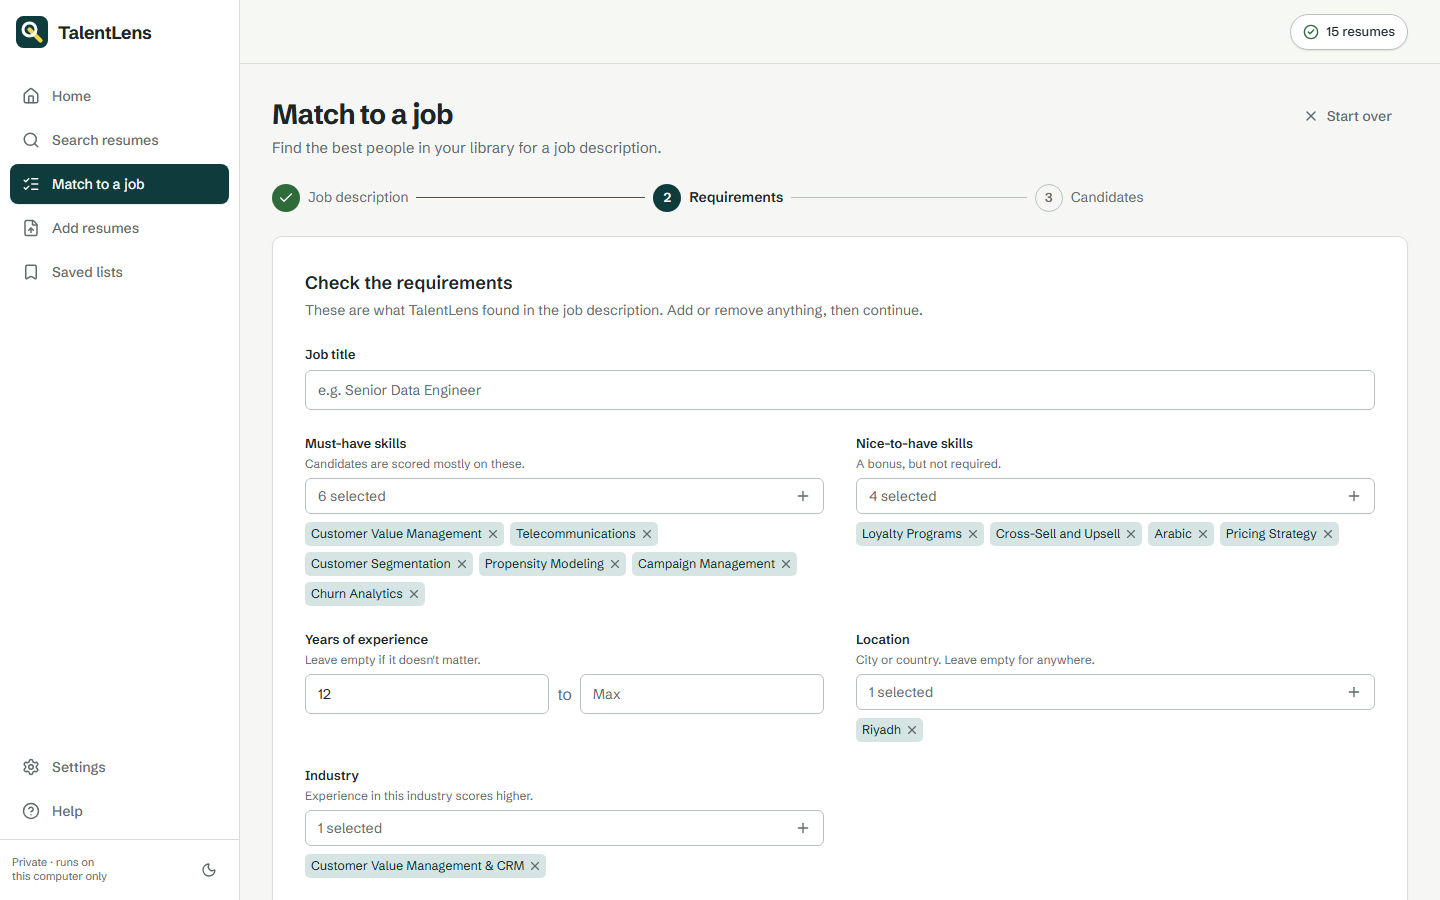 TalentLens
15 resumes
Home
Search resumes
Match to a job
Add resumes
Saved lists
Settings
Help
Private · runs on
this computer only
Match to a job
Start over
Find the best people in your library for a job description.
Job description
2 Requirements
3 Candidates
Check the requirements
These are what TalentLens found in the job description. Add or remove anything, then continue.
Job title
e.g. Senior Data Engineer
Must-have skills
Candidates are scored mostly on these.
6 selected
Customer Value Management
Telecommunications
Customer Segmentation
Propensity Modeling
Campaign Management
Churn Analytics
Nice-to-have skills
A bonus, but not required.
4 selected
Loyalty Programs
Cross-Sell and Upsell
Arabic
Pricing Strategy
Years of experience
Leave empty if it doesn't matter.
12 to Max
Location
City or country. Leave empty for anywhere.
1 selected
Riyadh
Industry
Experience in this industry scores higher.
1 selected
Customer Value Management & CRM